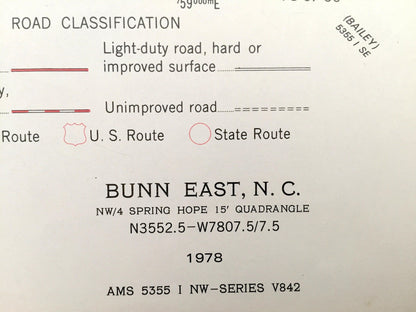 759000mE
ROAD CLASSIFICATION
(BAILEY)
5355 I SE
Light-duty road, hard or
improved surface
y,
Unimproved road
Route
U. S. Route
State Route
BUNN EAST, N. C.
NW/4 SPRING HOPE 15' QUADRANGLE
N3552.5–W7807.5/7.5
1978
AMS 5355 I NW–SERIES V842